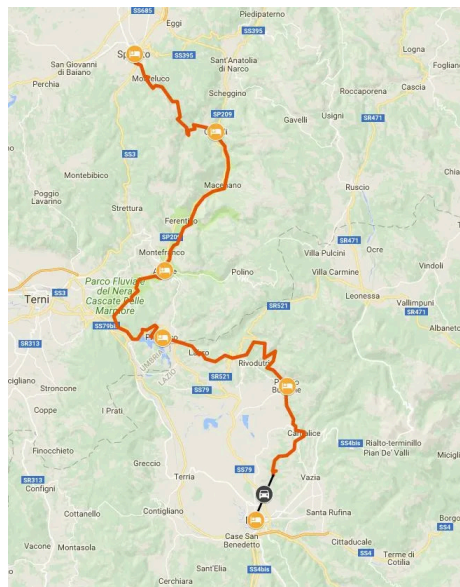 SS685
Eggi
Piedipaterno
SS395
San Giovanni
di Baiano
SS395
Sant'Anatolia
di Narco
Logna
Perchia
Monteluco
Cascia
Fogliano
Scheggino
Roccaporena
SP209
Gavelli
Usigni
SR471
SS3
Montebibico
Macenano
Ruscio
Poggio
Lavarino
Strettura
Ferentillo
SP209
Montefranco
SR471
Ocre
Villa Pulcini
Vindoli
Polino
Villa Carmine
Parco Fluviale
del Nera
Cascate Delle
Marmore
Terni
SS3
Leonessa
Vallimpuni
SR471
SR521
SS79bis
Albaneto
SR313
UMBRIA
LAZIO
Labro
Rivodutri
Stroncone
SS79
SR521
Coppe
I Prati
Cantalice
Finocchieto
Greccio
SS4bis
Rialto-terminillo
Pian De' Valli
SR313
Configni
Terria
SS79
Vazia
Cottanello
Contigliano
Santa Rufina
Borgo
SS4
Case San
Benedetto
Cittaducale
Vacone
Montasola
SS4
Terme di
Cotilia
Sant'Elia
SS4bis
Cerchiara